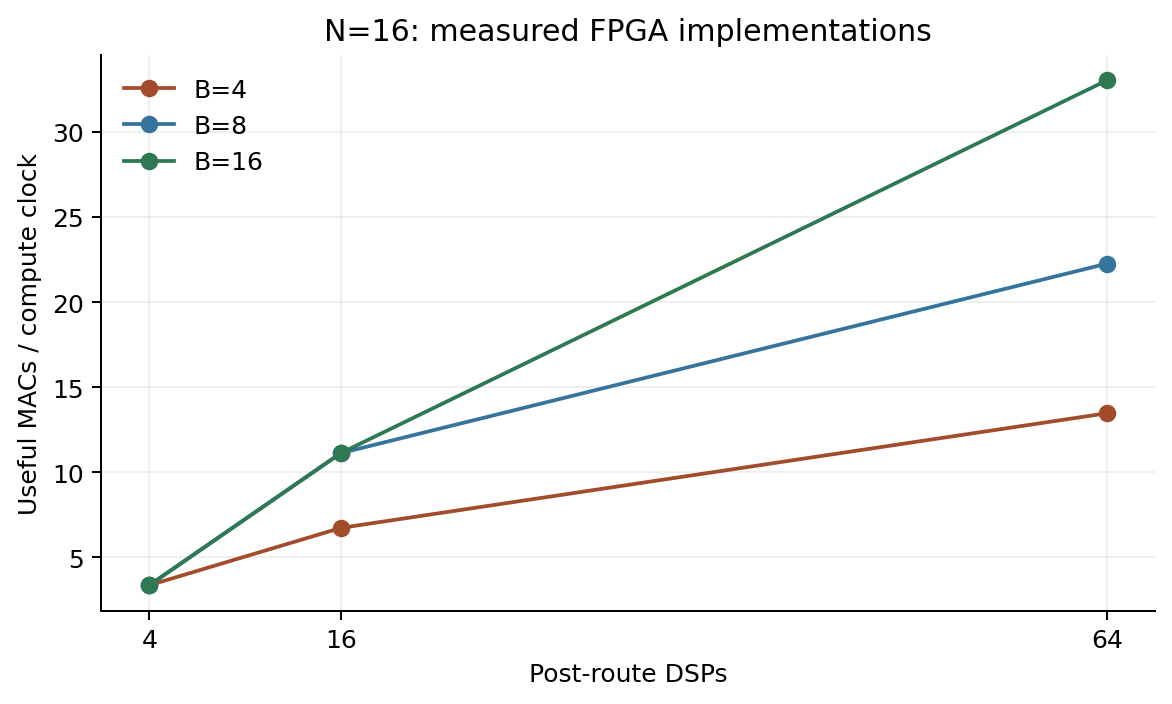 N=16: measured FPGA implementations
B=4
B=8
B=16
Useful MACs / compute clock
30
25
20
15
10
5
4 16 64
Post-route DSPs